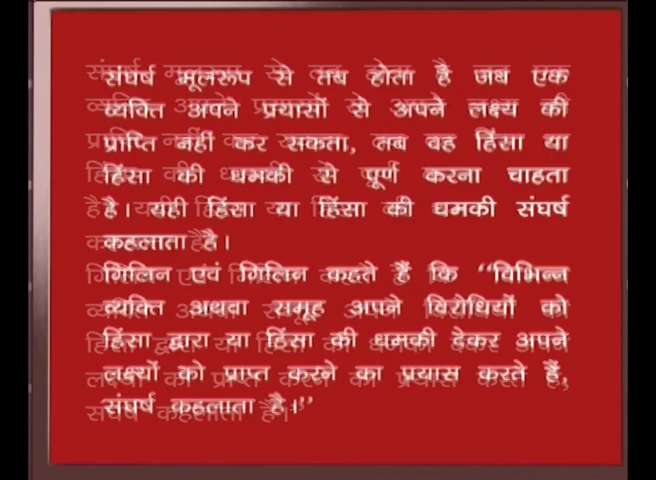 संघर्ष मूलरूप से तब होता है जब एक
व्यक्ति अपने प्रयासों से अपने लक्ष्य की
प्राप्ति नहीं कर सकता, तब वह हिंसा या
हिंसा की धमकी से पूर्ण करना चाहता
है। यही हिंसा या हिंसा की धमकी संघर्ष
कहलाता है।
गिलिन एवं गिलिन कहते हैं कि ‘‘विभिन्न
व्यक्ति अथवा समूह अपने विरोधियों को
हिंसा द्वारा या हिंसा की धमकी देकर अपने
लक्ष्यों को प्राप्त करने का प्रयास करते हैं,
संघर्ष कहलाता है।’’